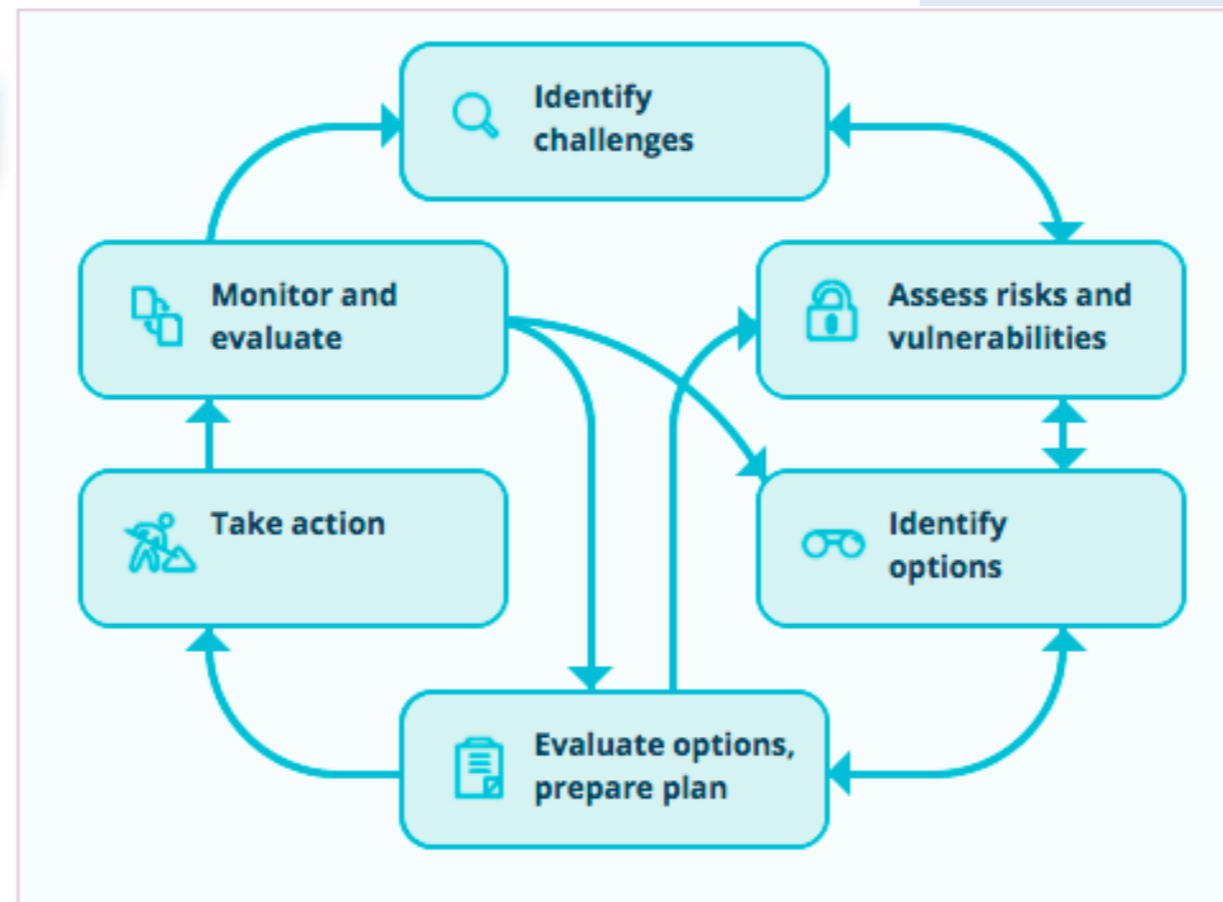 Identify
challenges
Monitor and
evaluate
Assess risks and
vulnerabilities
Take action
Identify
options
Evaluate options,
prepare plan